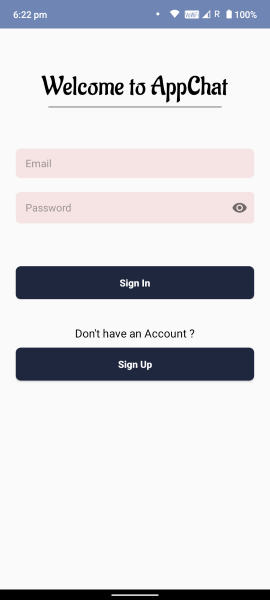 6:22 pm
R 100%
Welcome to AppChat
Email
Password
Sign In
Don't have an Account ?
Sign Up